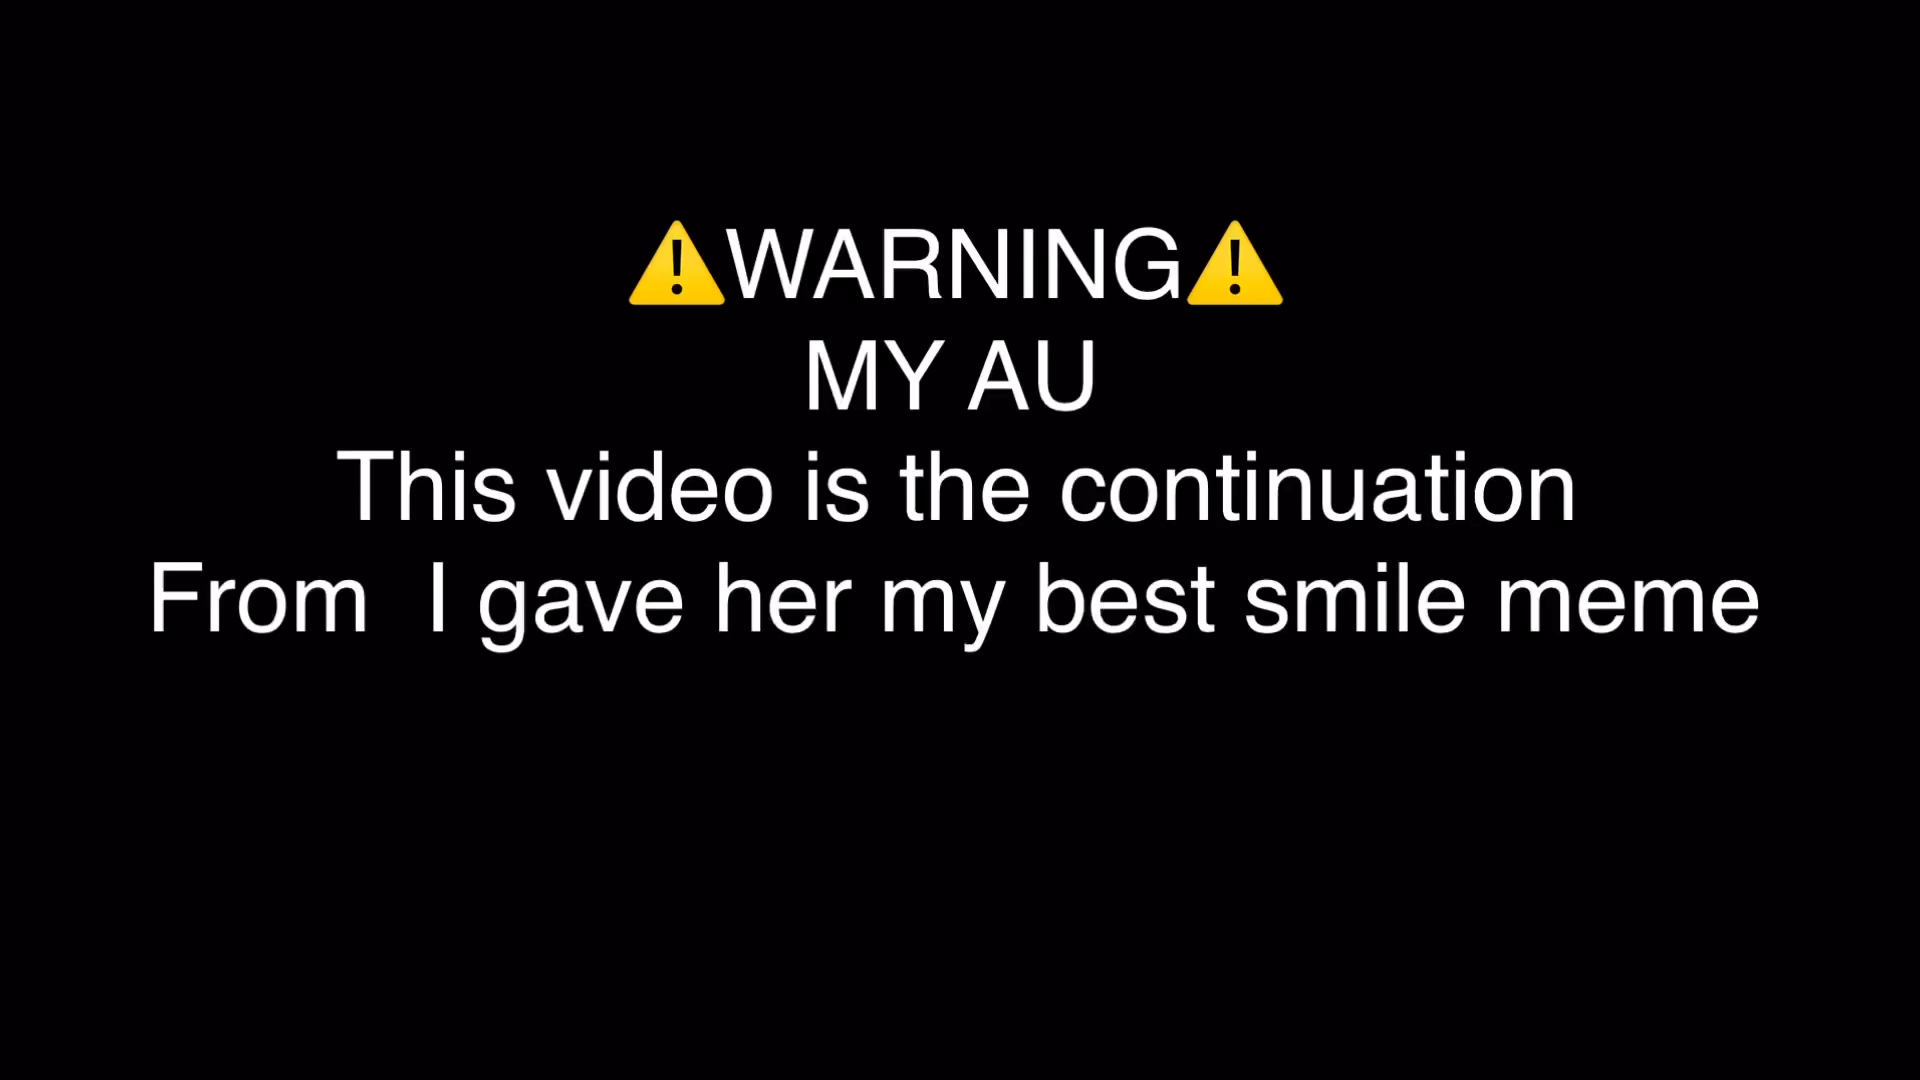 ⚠️WARNING⚠️
MY AU
This video is the continuation
From  I gave her my best smile meme